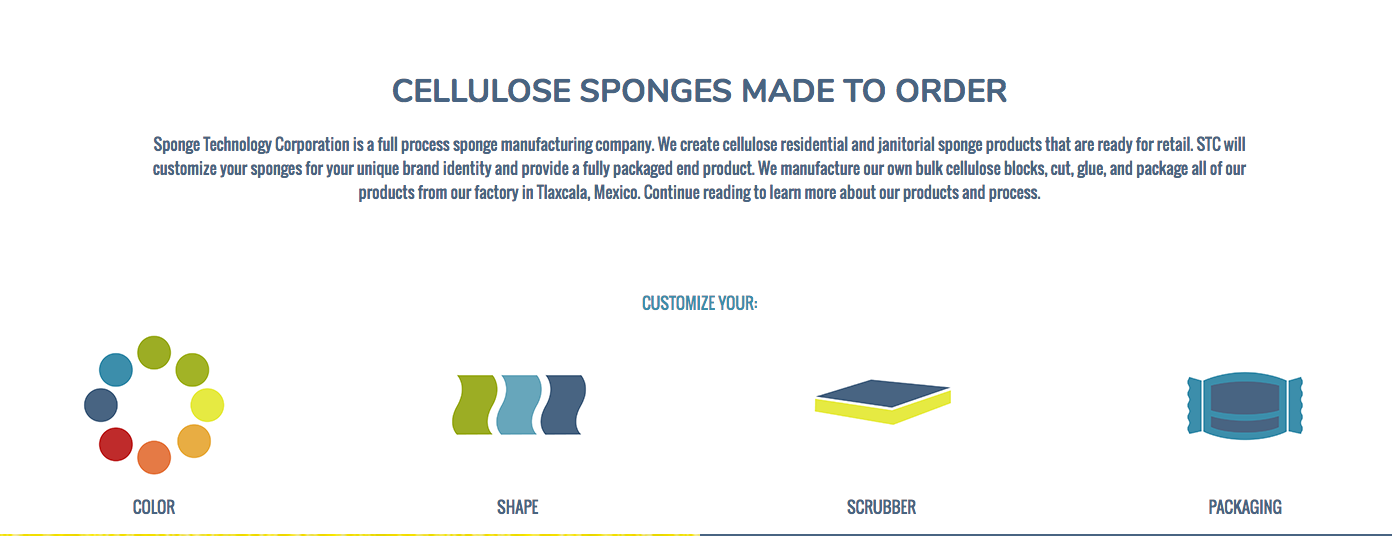 CELLULOSE SPONGES MADE TO ORDER
Sponge Technology Corporation is a full process sponge manufacturing company. We create cellulose residential and janitorial sponge products that are ready for retail. STC will
customize your sponges for your unique brand identity and provide a fully packaged end product. We manufacture our own bulk cellulose blocks, cut, glue, and package all of our
products from our factory in Tlaxcala, Mexico. Continue reading to learn more about our products and process.
CUSTOMIZE YOUR:
COLOR
SHAPE
SCRUBBER
PACKAGING